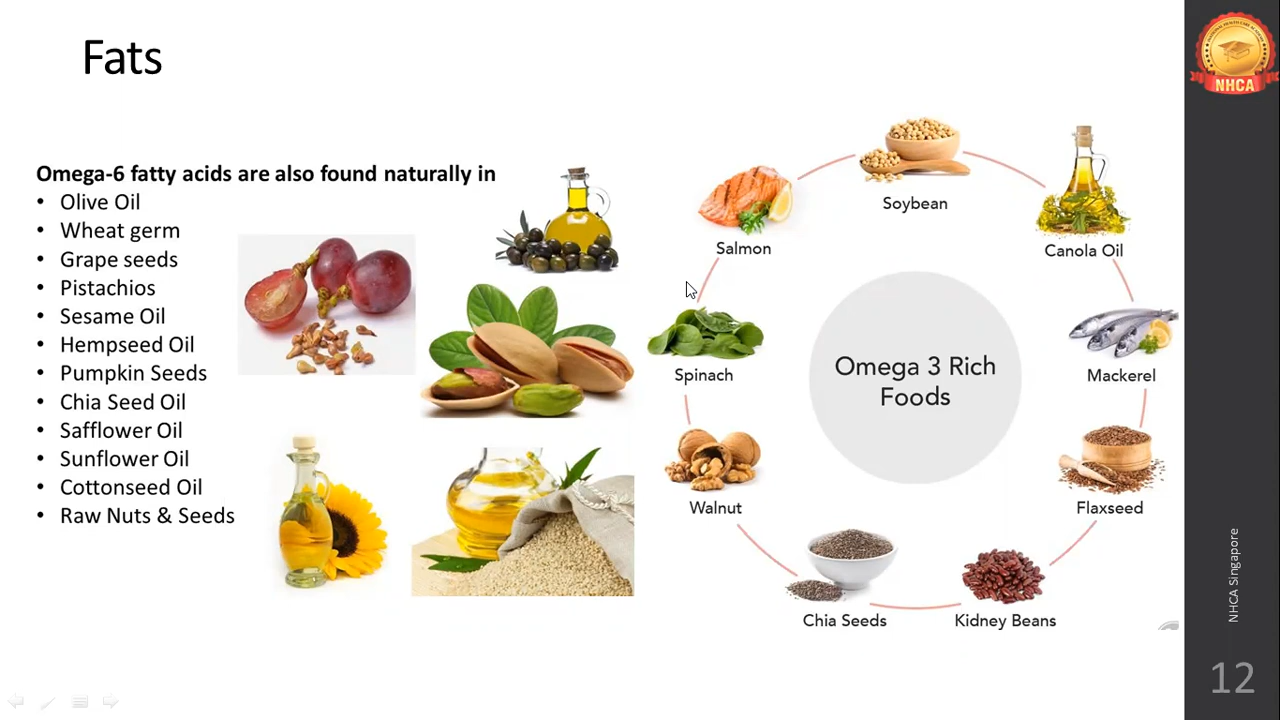 Fats
Omega-6 fatty acids are also found naturally in
• Olive Oil
• Wheat germ
• Grape seeds
• Pistachios
• Sesame Oil
• Hempseed Oil
• Pumpkin Seeds
• Chia Seed Oil
• Safflower Oil
• Sunflower Oil
• Cottonseed Oil
• Raw Nuts & Seeds
Omega 3 Rich
Foods
Soybean
Canola Oil
Mackerel
Flaxseed
Kidney Beans
Chia Seeds
Walnut
Spinach
Salmon
NHCA
NHCA Singapore
12